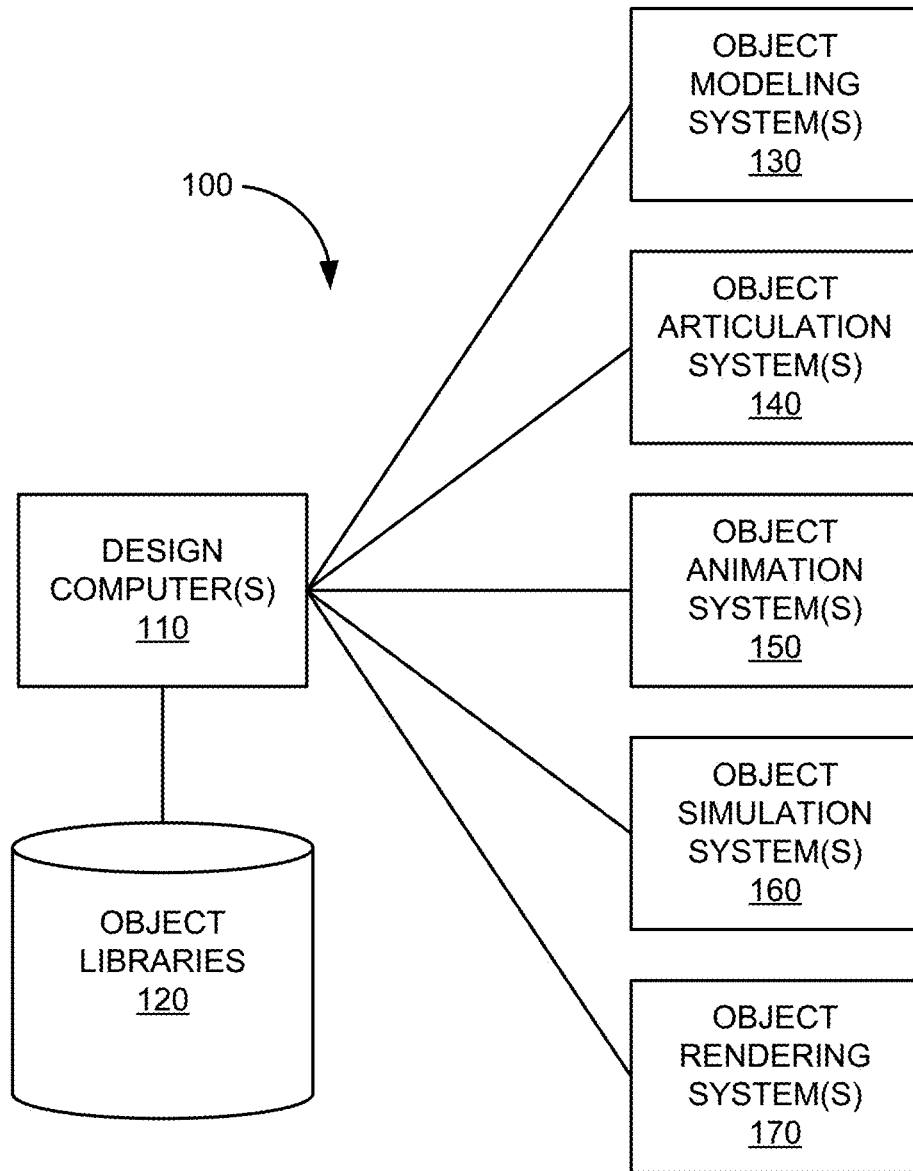 100
DESIGN
COMPUTER(S)
110
OBJECT
LIBRARIES
120
OBJECT
MODELING
SYSTEM(S)
130
OBJECT
ARTICULATION
SYSTEM(S)
140
OBJECT
ANIMATION
SYSTEM(S)
150
OBJECT
SIMULATION
SYSTEM(S)
160
OBJECT
RENDERING
SYSTEM(S)
170